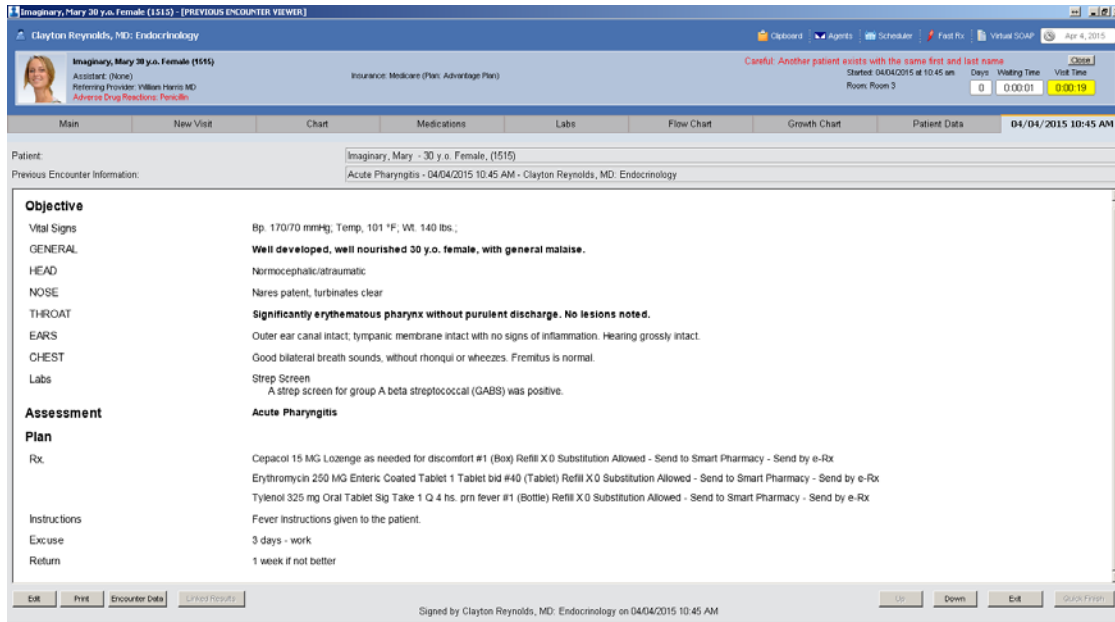 Imaginary, Mary 30 y.o. Female (1515) - [PREVIOUS ENCOUNTER VIEWER]
Clayton Reynolds, MD: Endocrinology
Clipboard Agents Scheduler Fast Rx Virtual SOAP Apr 4, 2015
Imaginary, Mary 30 y.o. Female (1515)
Assistant: (None)
Referring Provider: William Harris MD
Adverse Drug Reactions: Penicillin
Insurance: Medicare (Plan: Advantage Plan)
Careful: Another patient exists with the same first and last name
Close
Started: 04/04/2015 at 10:45 am
Room: Room 3
Days Waiting Time Visit Time
0 0:00:01 0:00:19
Main New Visit Chart Medications Labs Flow Chart Growth Chart Patient Data 04/04/2015 10:45 AM
Patient: Imaginary, Mary - 30 y.o. Female, (1515)
Previous Encounter Information: Acute Pharyngitis - 04/04/2015 10:45 AM - Clayton Reynolds, MD: Endocrinology
Objective
Vital Signs Bp. 170/70 mmHg; Temp, 101 °F; Wt. 140 lbs.;
GENERAL Well developed, well nourished 30 y.o. female, with general malaise.
HEAD Normocephalic/atraumatic
NOSE Nares patent, turbinates clear
THROAT Significantly erythematous pharynx without purulent discharge. No lesions noted.
EARS Outer ear canal intact; tympanic membrane intact with no signs of inflammation. Hearing grossly intact.
CHEST Good bilateral breath sounds, without rhonqui or wheezes. Fremitus is normal.
Labs Strep Screen
A strep screen for group A beta streptococcal (GABS) was positive.
Assessment Acute Pharyngitis
Plan
Rx. Cepacol 15 MG Lozenge as needed for discomfort #1 (Box) Refill X 0 Substitution Allowed - Send to Smart Pharmacy - Send by e-Rx
Erythromycin 250 MG Enteric Coated Tablet 1 Tablet bid #40 (Tablet) Refill X 0 Substitution Allowed - Send to Smart Pharmacy - Send by e-Rx
Tylenol 325 mg Oral Tablet Sig Take 1 Q 4 hs. prn fever #1 (Bottle) Refill X 0 Substitution Allowed - Send to Smart Pharmacy - Send by e-Rx
Instructions Fever Instructions given to the patient.
Excuse 3 days - work
Return 1 week if not better
Edit Print Encounter Data Linked Results Up Down Exit Quick Finish
Signed by Clayton Reynolds, MD: Endocrinology on 04/04/2015 10:45 AM